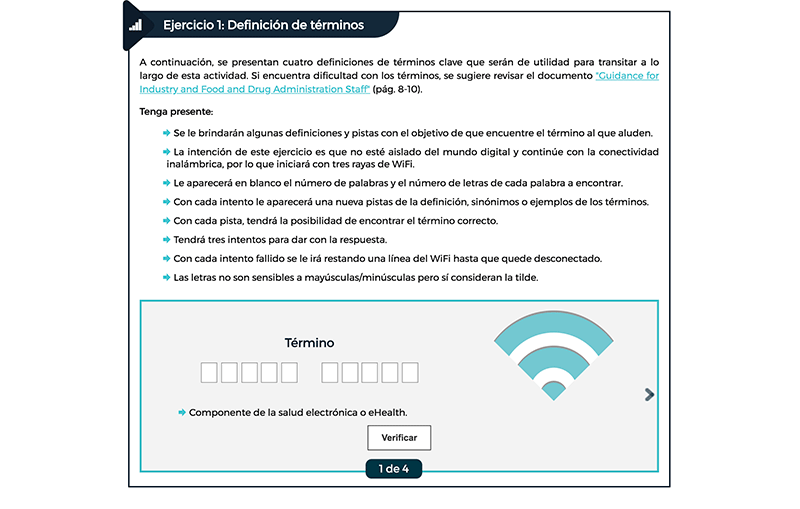 Ejercicio 1: Definición de términos
A continuación, se presentan cuatro definiciones de términos clave que serán de utilidad para transitar a lo
largo de esta actividad. Si encuentra dificultad con los términos, se sugiere revisar el documento "Guidance for
Industry and Food and Drug Administration Staff" (pág. 8-10).
Tenga presente:
Se le brindarán algunas definiciones y pistas con el objetivo de que encuentre el término al que aluden.
La intención de este ejercicio es que no esté aislado del mundo digital y continúe con la conectividad
inalámbrica, por lo que iniciará con tres rayas de WiFi.
Le aparecerá en blanco el número de palabras y el número de letras de cada palabra a encontrar.
Con cada intento le aparecerá una nueva pistas de la definición, sinónimos o ejemplos de los términos.
Con cada pista, tendrá la posibilidad de encontrar el término correcto.
Tendrá tres intentos para dar con la respuesta.
Con cada intento fallido se le irá restando una línea del WiFi hasta que quede desconectado.
Las letras no son sensibles a mayúsculas/minúsculas pero sí consideran la tilde.
Término
Componente de la salud electrónica o eHealth.
Verificar
1 de 4